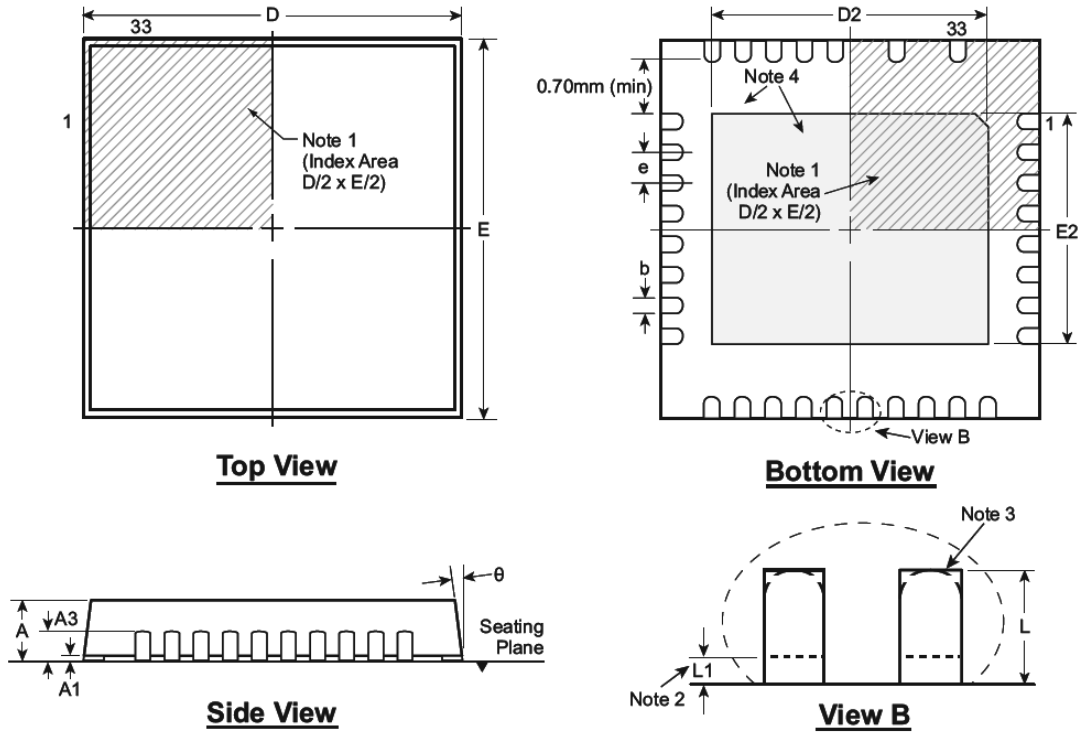 D
33
1
Note 1
(Index Area
D/2 x E/2)
E
Top View
D2
33
0.70mm (min)
Note 4
1
e
Note 1
(Index Area
D/2 x E/2)
E2
b
View B
Bottom View
θ
A
A3
A1
Seating
Plane
Side View
Note 3
L
L1
Note 2
View B